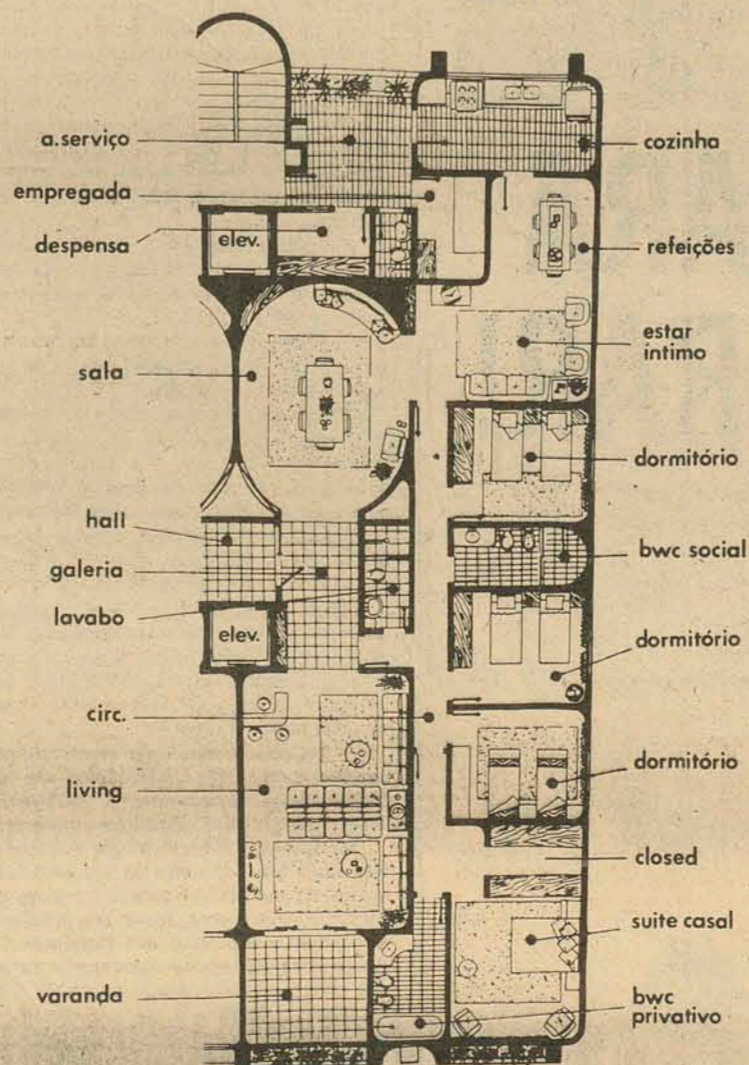 a.serviço
cozinha
empregada
despensa
elev.
refeições
estar
íntimo
sala
dormitório
hall
bwc social
galeria
lavabo
elev.
dormitório
circ.
living
dormitório
closed
suite casal
varanda
bwc
privativo